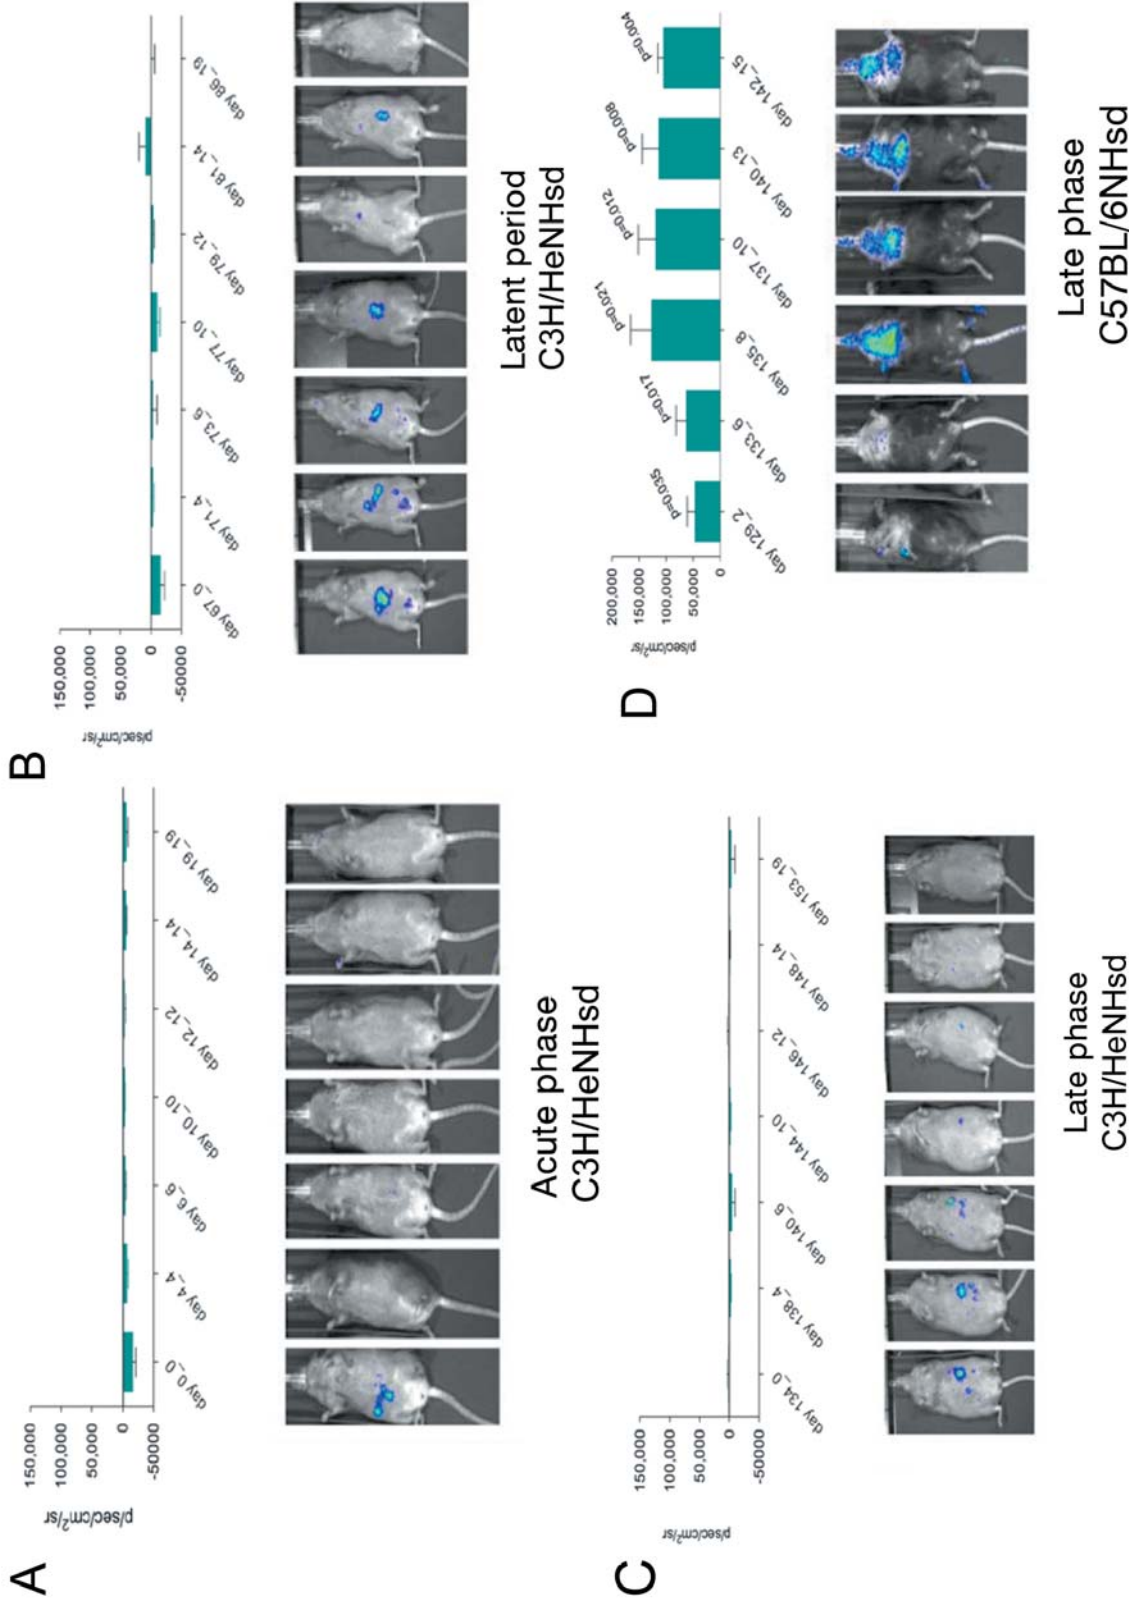 A
p/sec/cm²/sr
150,000
100,000
50,000
0
-50000
day 0_0
day 4_4
day 6_6
day 10_10
day 12_12
day 14_14
day 19_19
Acute phase
C3H/HeNHsd
B
p/sec/cm²/sr
150,000
100,000
50,000
0
-50000
day 67_0
day 71_4
day 73_6
day 77_10
day 79_12
day 81_14
day 86_19
Latent period
C3H/HeNHsd
C
p/sec/cm²/sr
150,000
100,000
50,000
0
-50000
day 134_0
day 138_4
day 140_6
day 144_10
day 146_12
day 148_14
day 153_19
Late phase
C3H/HeNHsd
D
p/sec/cm²/sr
200,000
150,000
100,000
50,000
0
p=0.035
p=0.017
p=0.021
p=0.012
p=0.008
p=0.004
day 129_2
day 133_6
day 135_8
day 137_10
day 140_13
day 142_15
Late phase
C57BL/6NHsd